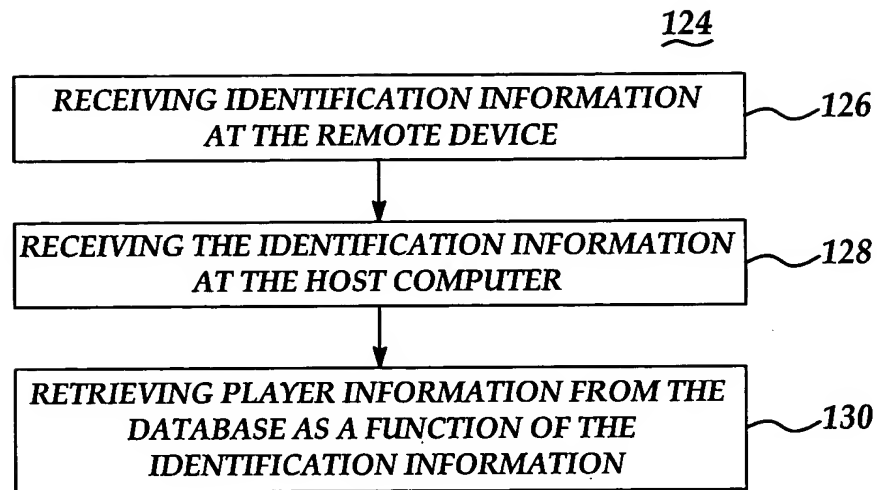 124
RECEIVING IDENTIFICATION INFORMATION
AT THE REMOTE DEVICE
126
RECEIVING THE IDENTIFICATION INFORMATION
AT THE HOST COMPUTER
128
RETRIEVING PLAYER INFORMATION FROM THE
DATABASE AS A FUNCTION OF THE
IDENTIFICATION INFORMATION
130